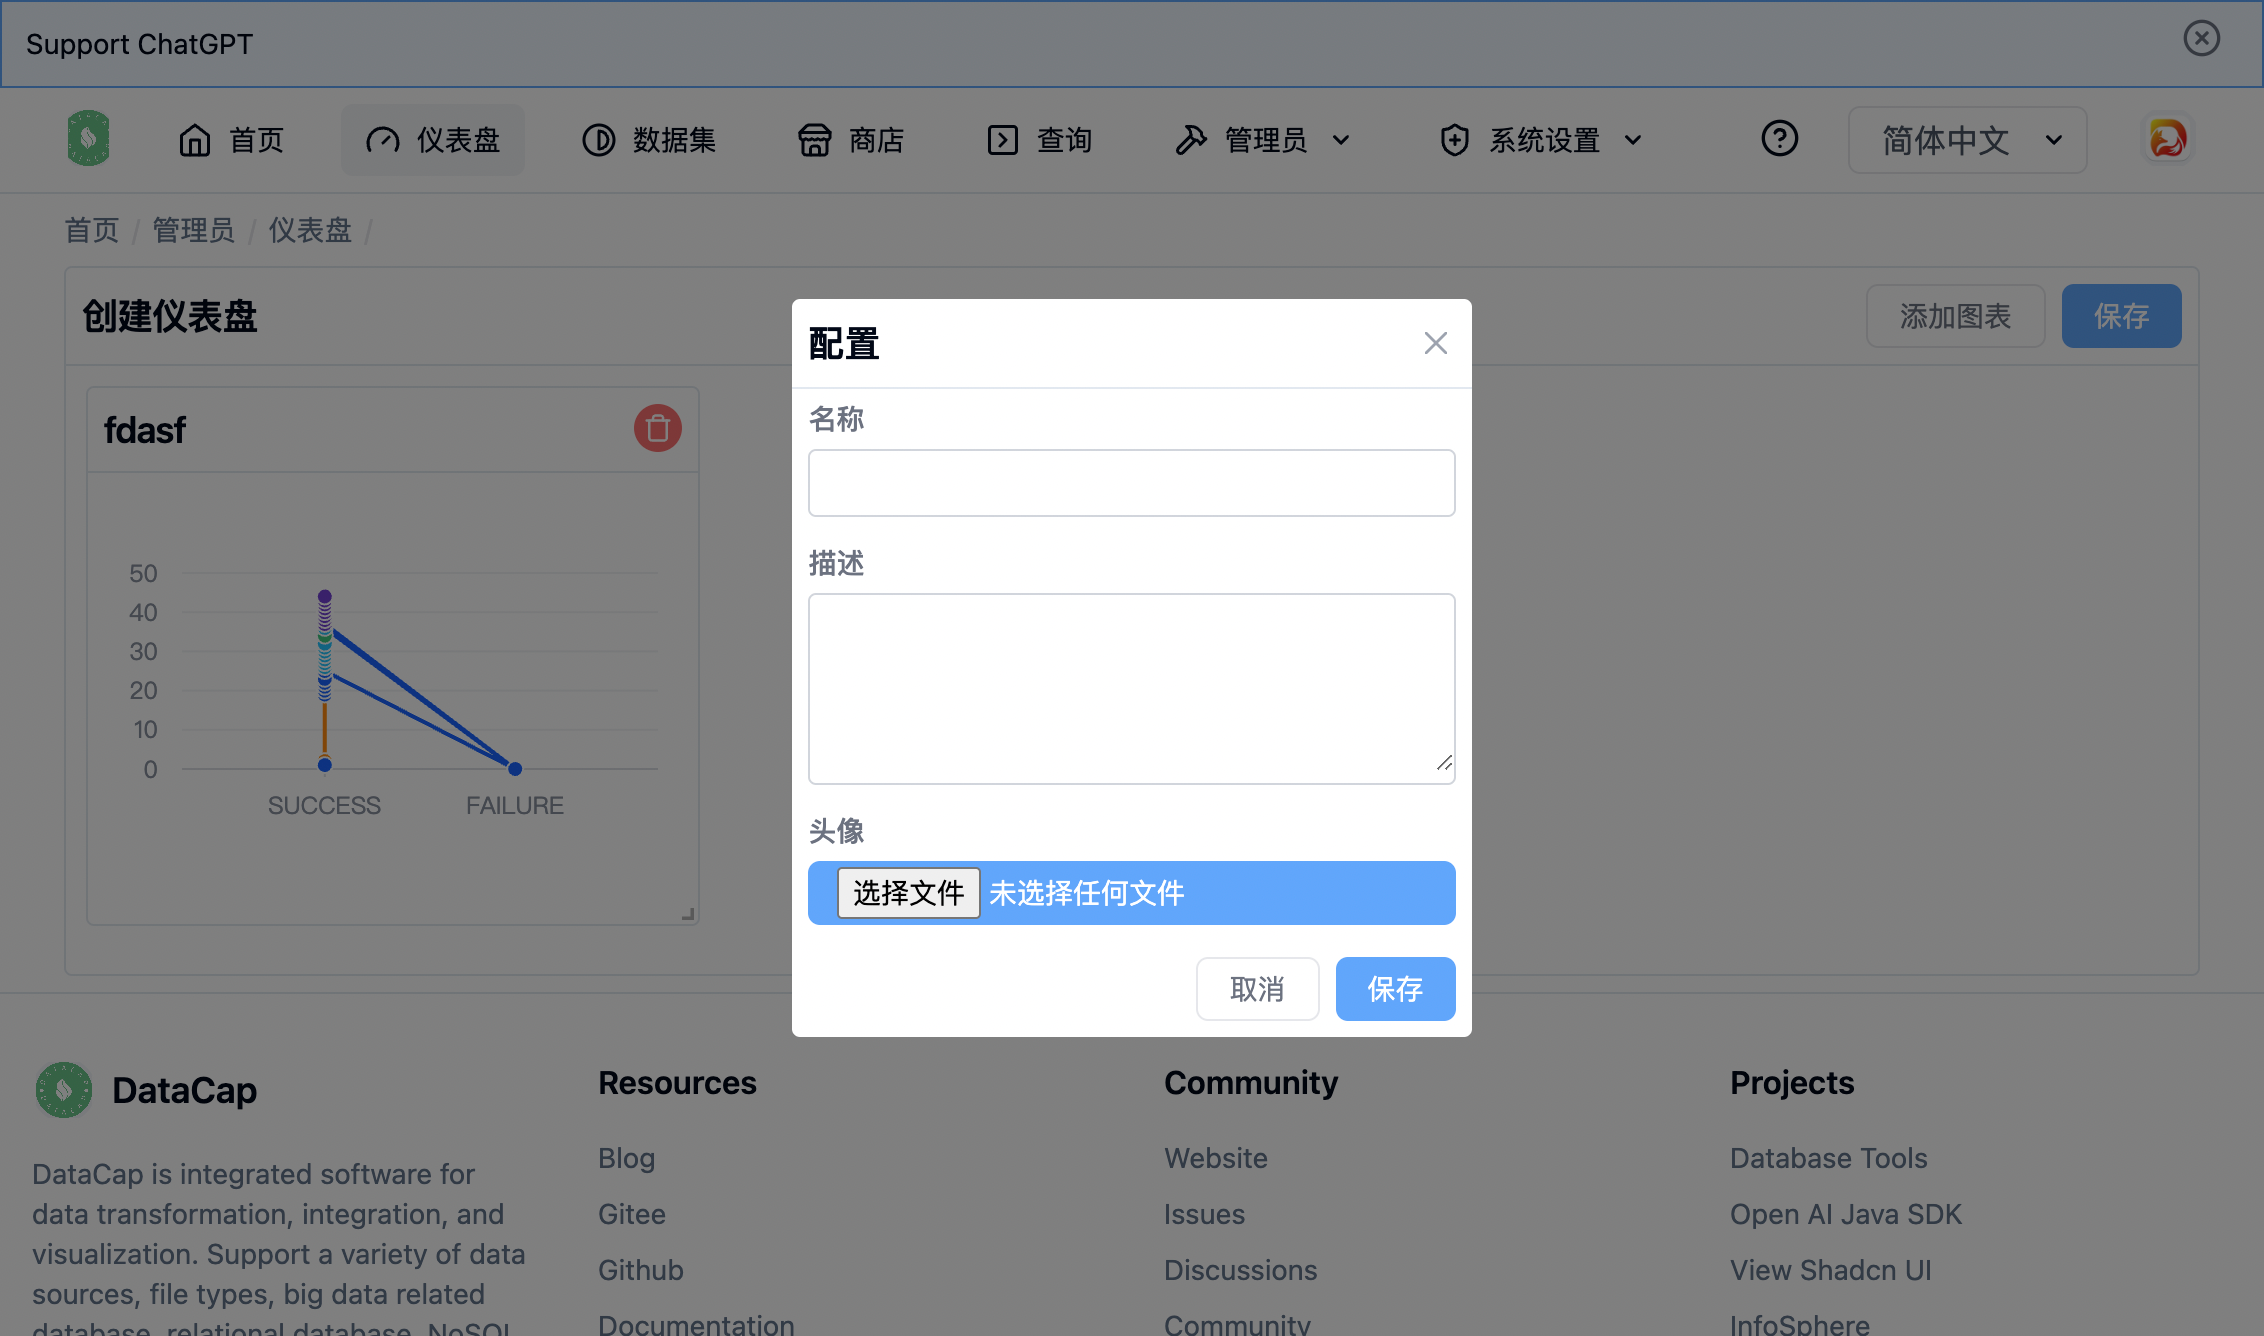 Support ChatGPT
首页 仪表盘 数据集 商店 查询 管理员 系统设置 简体中文
首页 / 管理员 / 仪表盘 /
创建仪表盘 添加图表 保存
fdasf
50
40
30
20
10
0
SUCCESS FAILURE
配置
名称
描述
头像
选择文件 未选择任何文件
取消 保存
DataCap
DataCap is integrated software for
data transformation, integration, and
visualization. Support a variety of data
sources, file types, big data related
database, relational database, NoSQL
Resources
Blog
Gitee
Github
Documentation
Community
Website
Issues
Discussions
Community
Projects
Database Tools
Open AI Java SDK
View Shadcn UI
InfoSphere